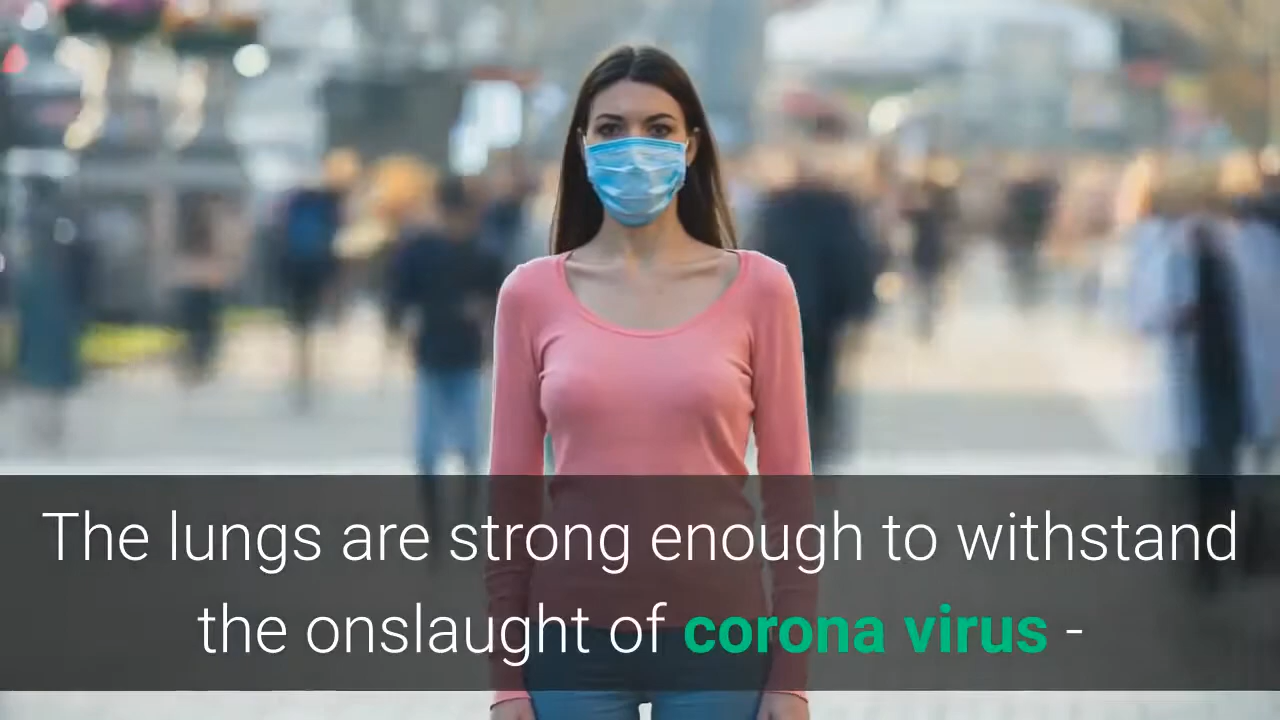 The lungs are strong enough to withstand
the onslaught of corona virus -